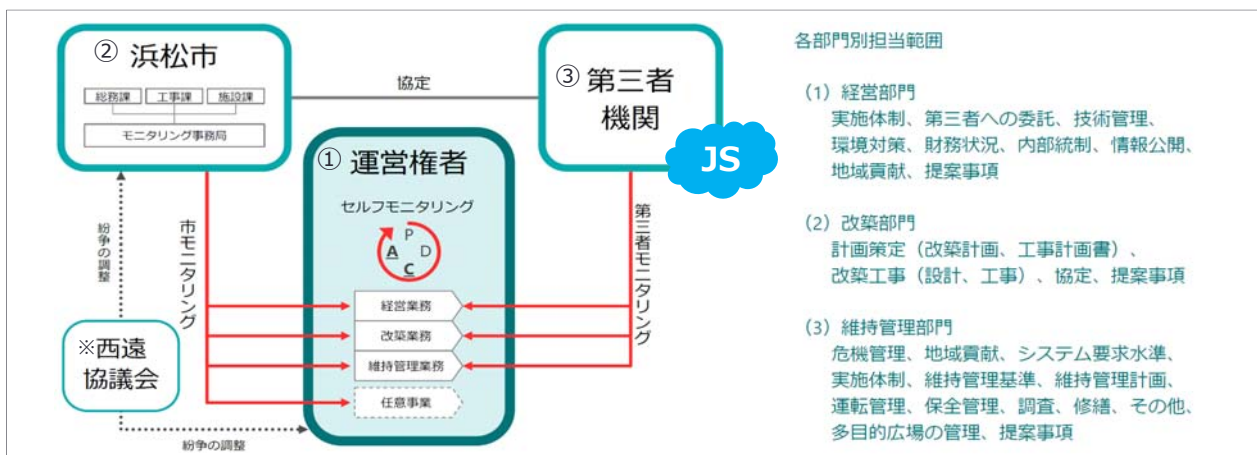 ② 浜松市
総務課 工事課 施設課
モニタリング事務局
協定
③ 第三者
機関
JS
① 運営権者
セルフモニタリング
P
D
C
A
経営業務
改築業務
維持管理業務
任意事業
市モニタリング
第三者モニタリング
紛争の調整
※西遠
協議会
紛争の調整
各部門別担当範囲
(1) 経営部門
実施体制、第三者への委託、技術管理、
環境対策、財務状況、内部統制、情報公開、
地域貢献、提案事項
(2) 改築部門
計画策定（改築計画、工事計画書）、
改築工事（設計、工事）、協定、提案事項
(3) 維持管理部門
危機管理、地域貢献、システム要求水準、
実施体制、維持管理基準、維持管理計画、
運転管理、保全管理、調査、修繕、その他、
多目的広場の管理、提案事項